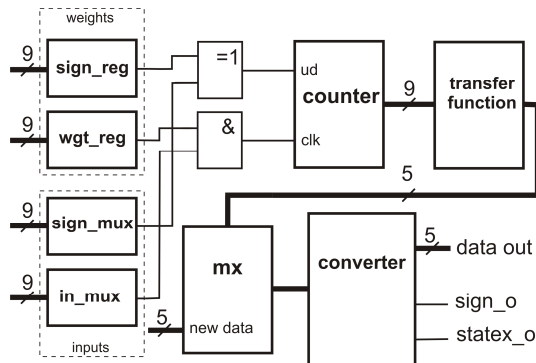 weights
9
sign_reg
=1
ud
counter
9
transfer
function
9
wgt_reg
&
clk
5
9
sign_mux
mx
converter
5
data out
9
in_mux
sign_o
5
new data
statex_o
inputs